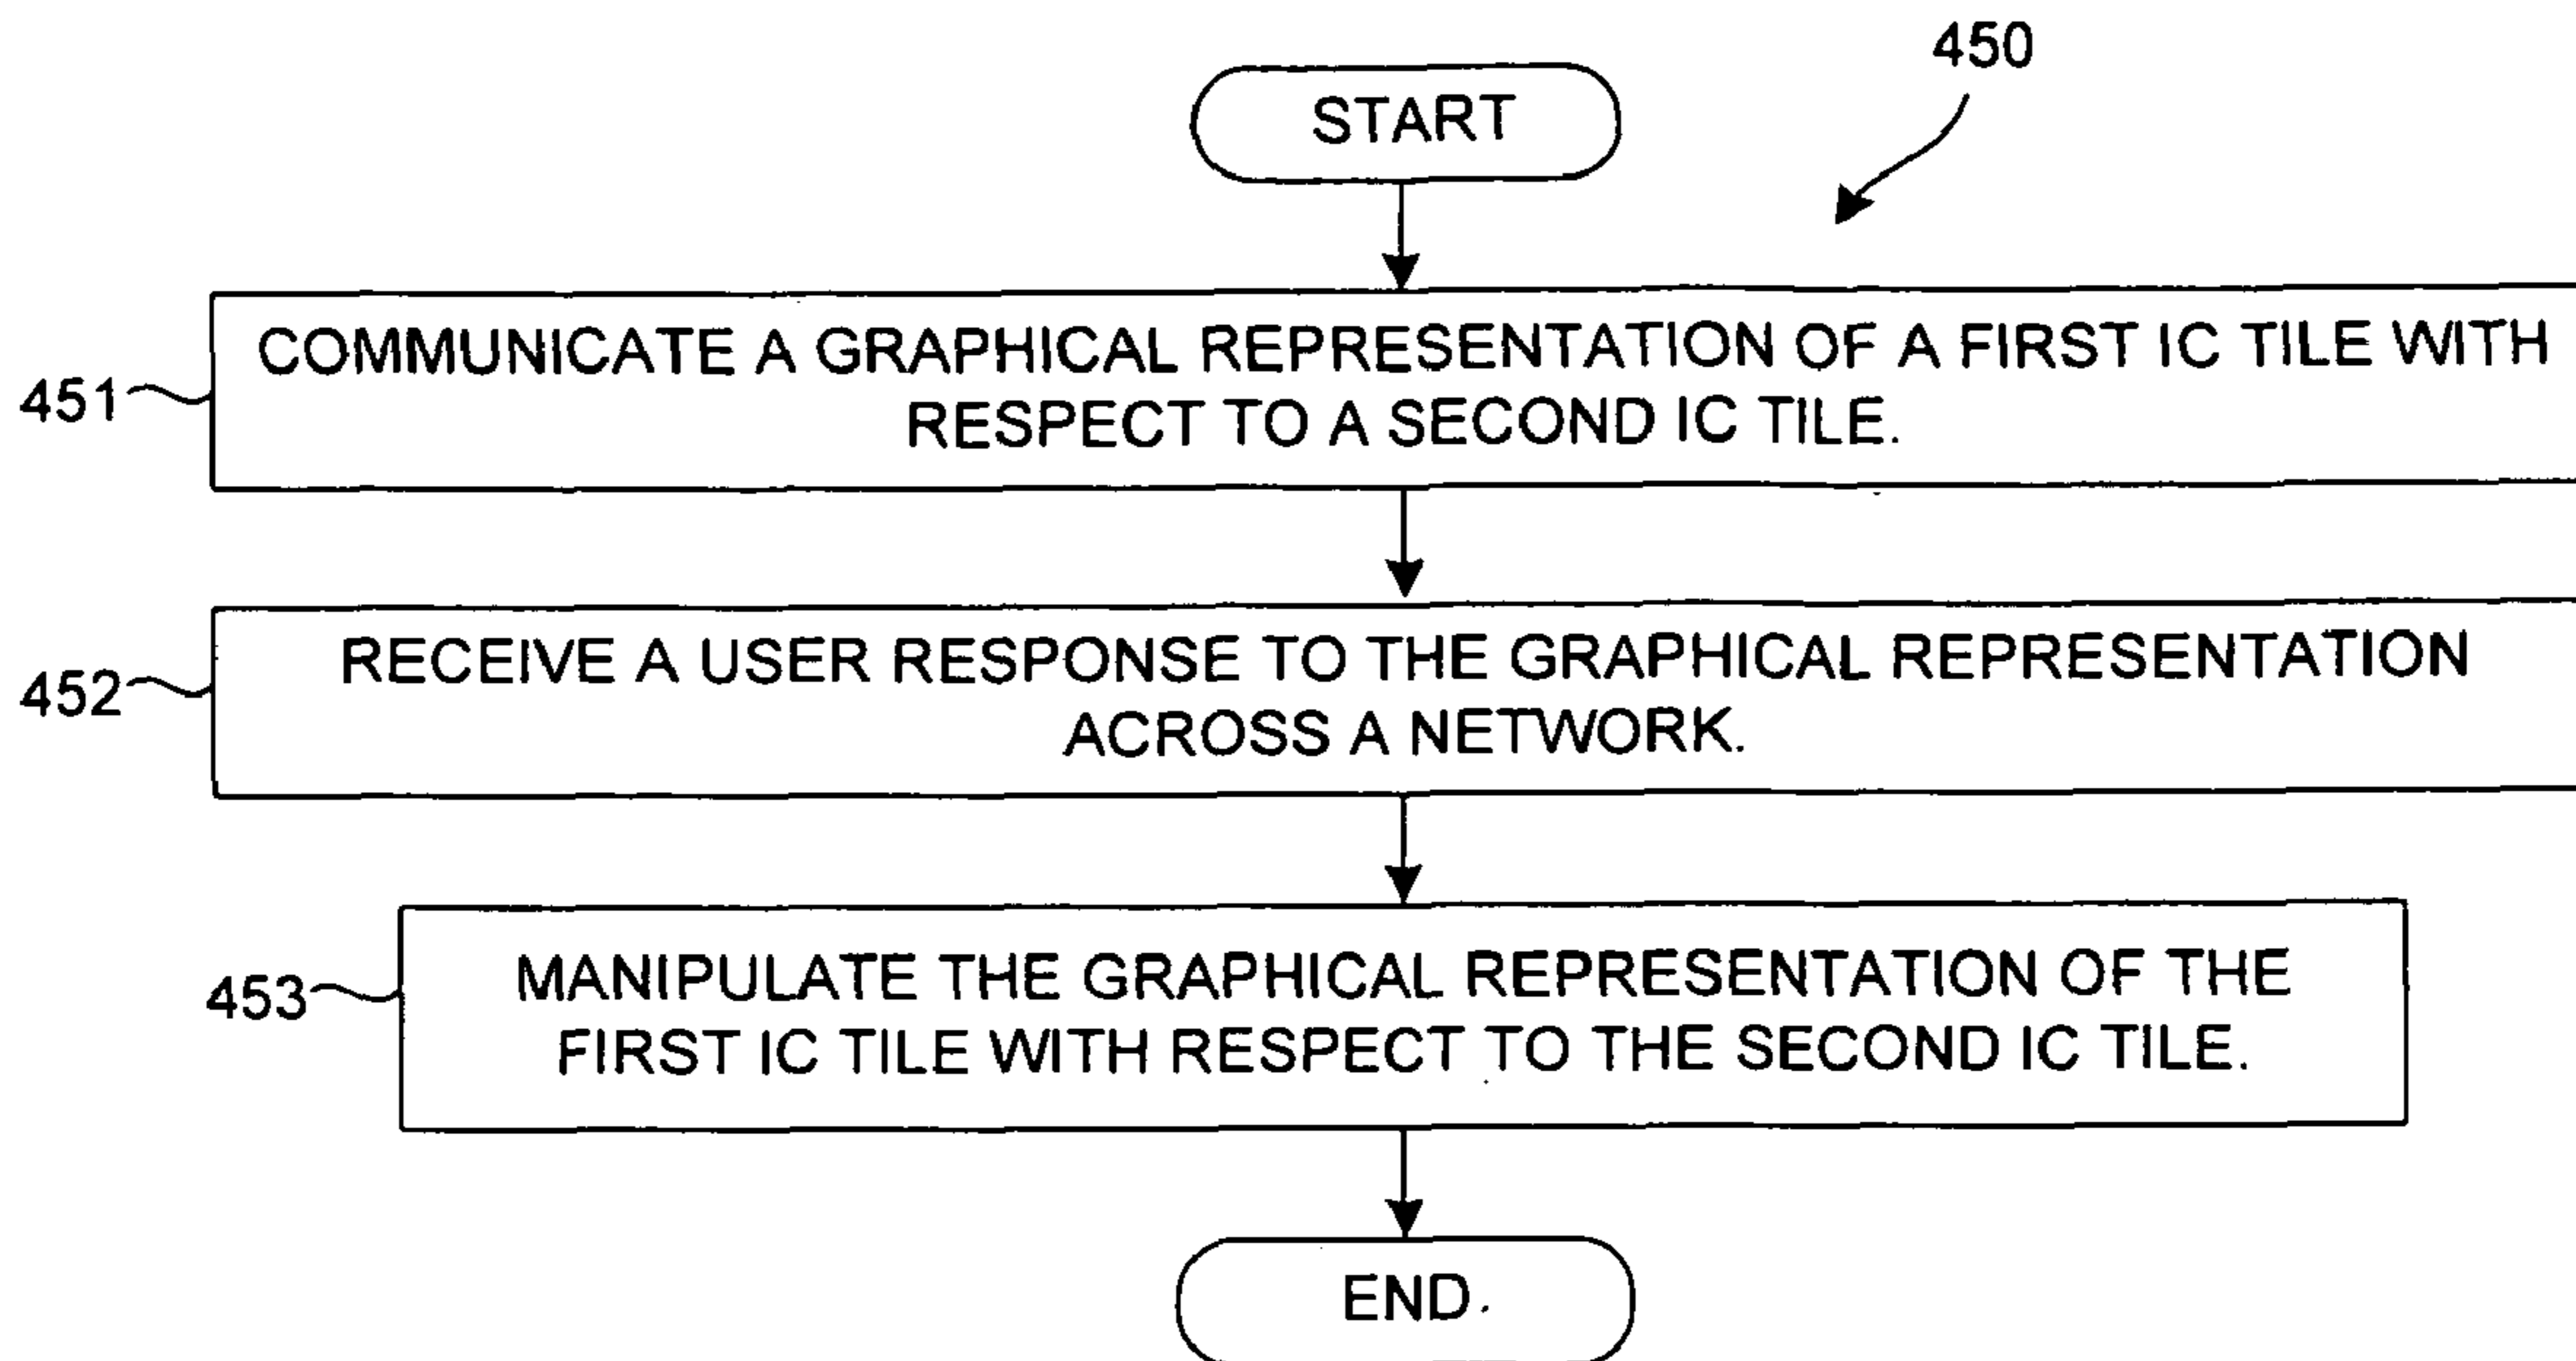 450
START
451
COMMUNICATE A GRAPHICAL REPRESENTATION OF A FIRST IC TILE WITH
RESPECT TO A SECOND IC TILE.
452
RECEIVE A USER RESPONSE TO THE GRAPHICAL REPRESENTATION
ACROSS A NETWORK.
453
MANIPULATE THE GRAPHICAL REPRESENTATION OF THE
FIRST IC TILE WITH RESPECT TO THE SECOND IC TILE.
END.